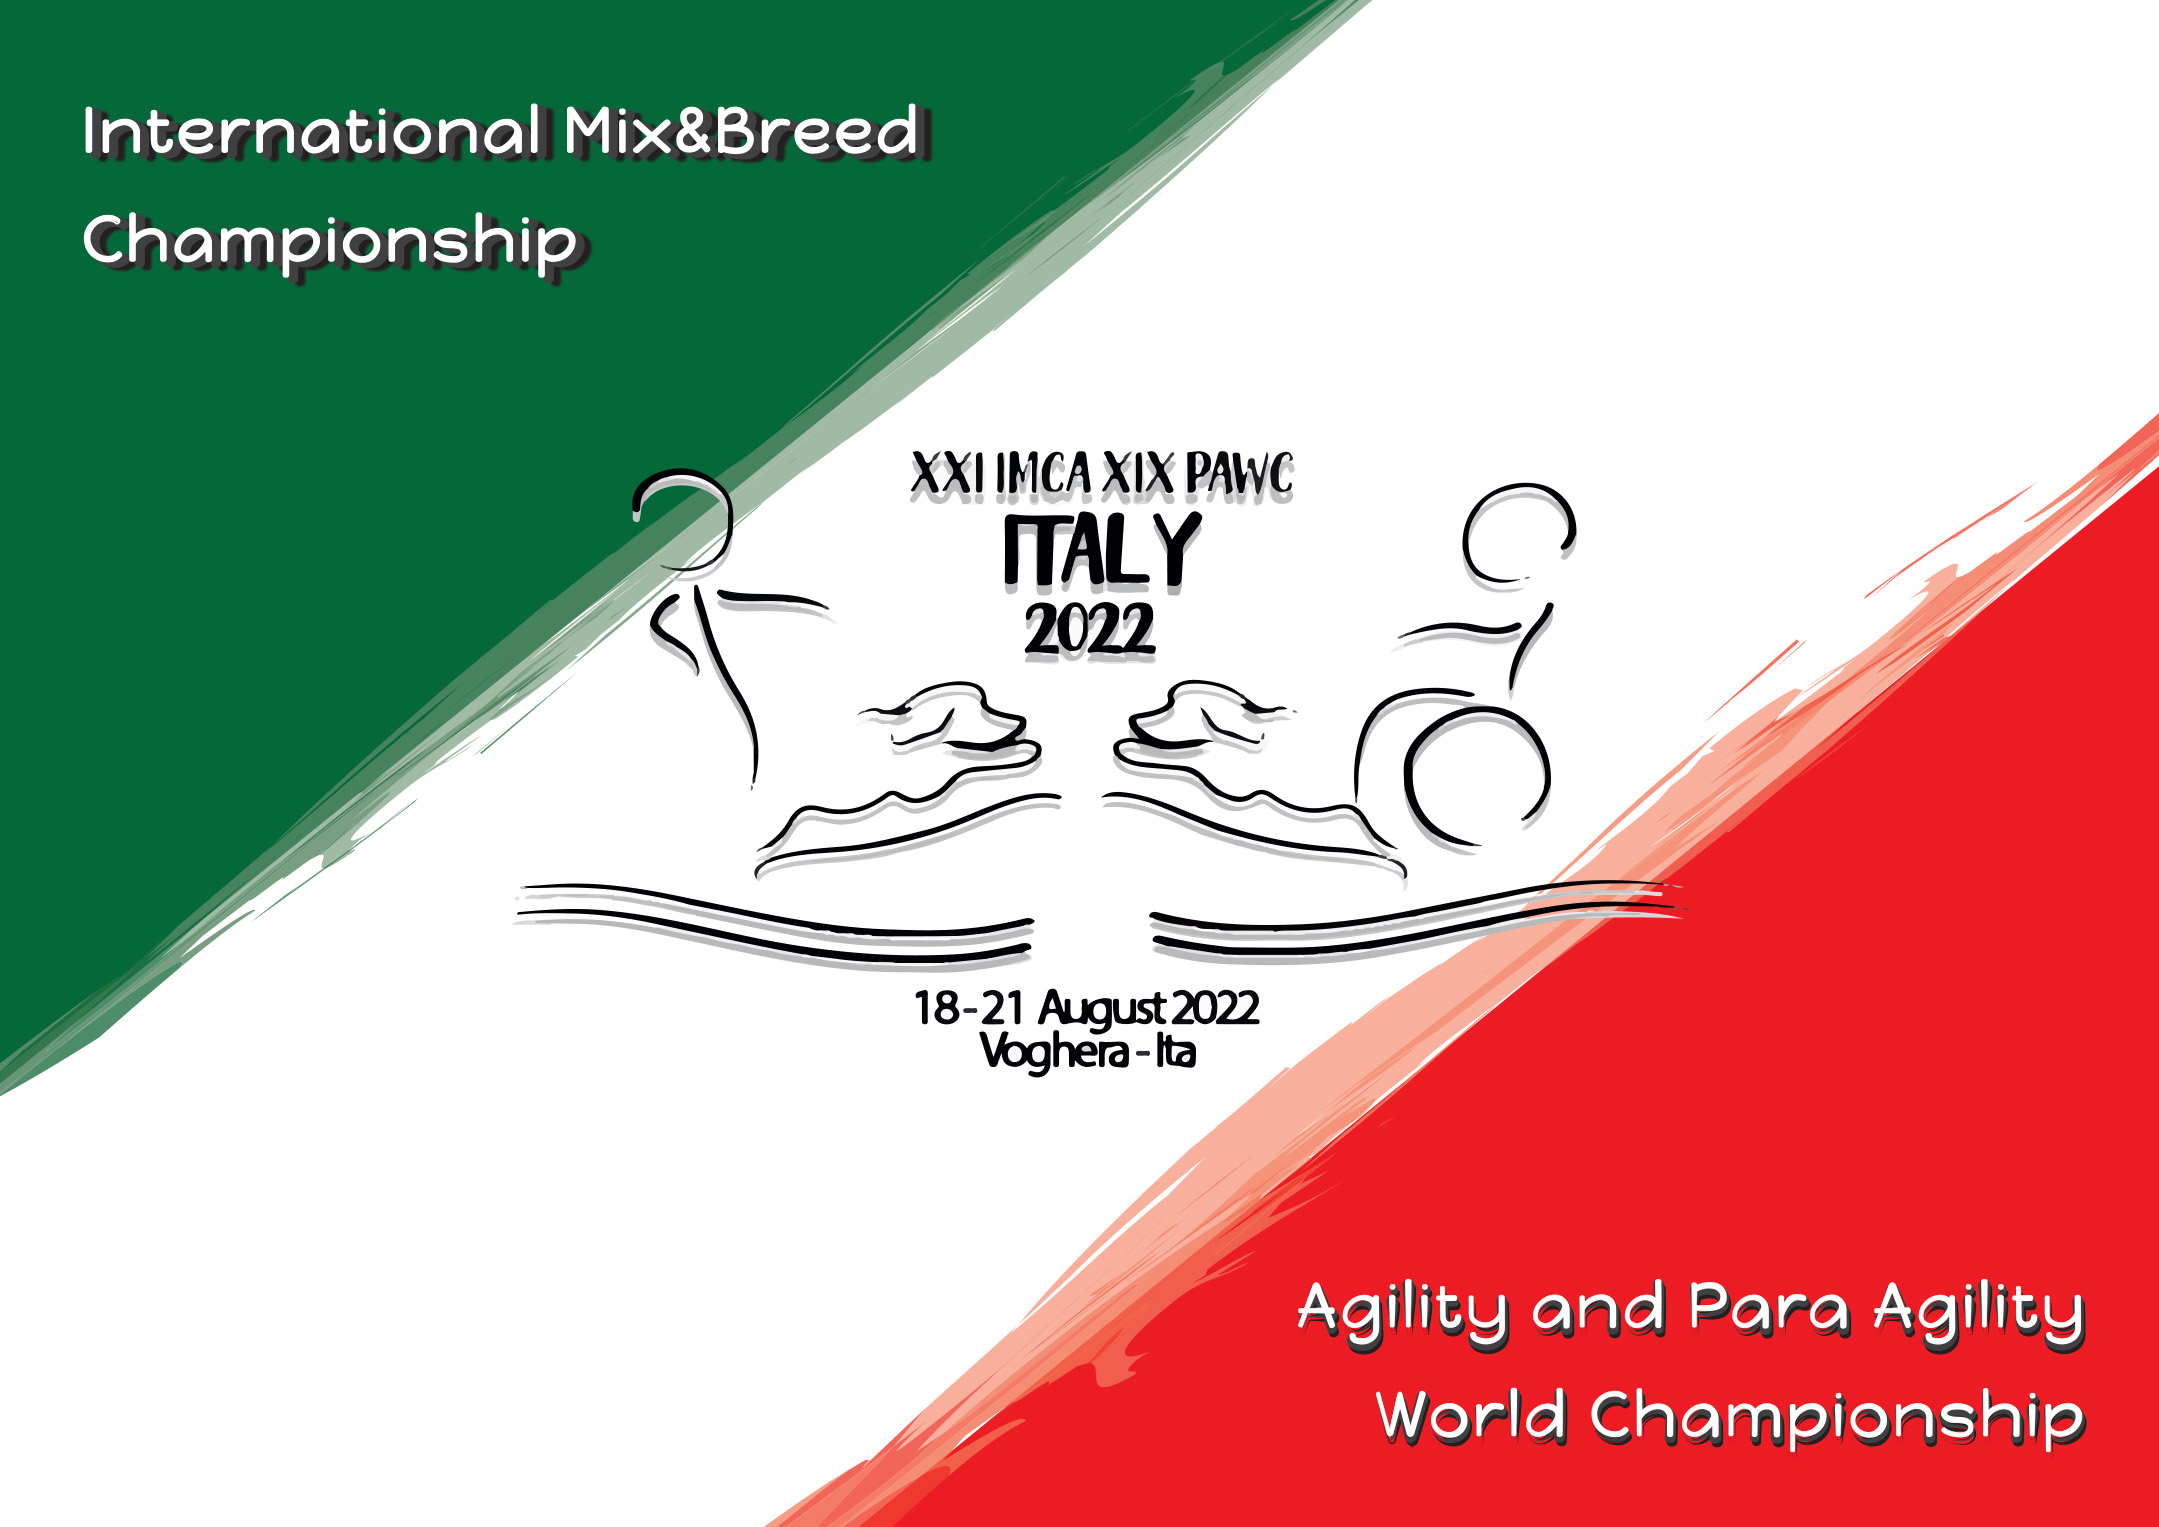 International Mix&Breed
Championship
XXI IMCA XIX PAWC
ITALY
2022
18-21 August 2022
Voghera - Ita
Agility and Para Agility
World Championship